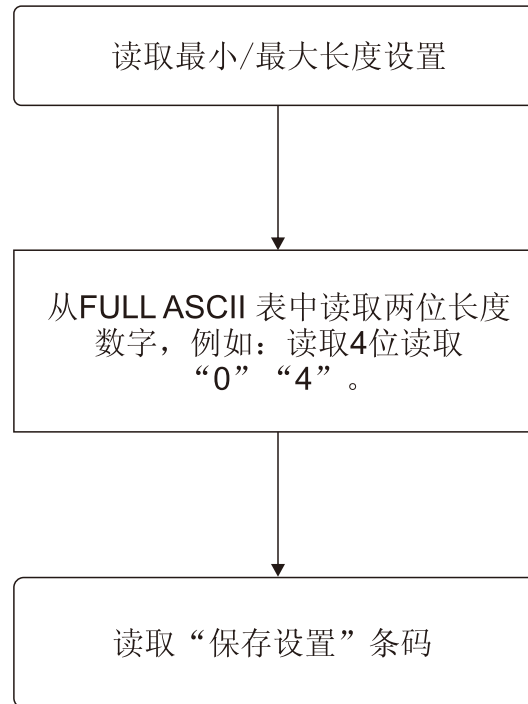 读取最小/最大长度设置
从FULL ASCII 表中读取两位长度
数字，例如：读取4位读取
“0”“4”。
读取“保存设置”条码